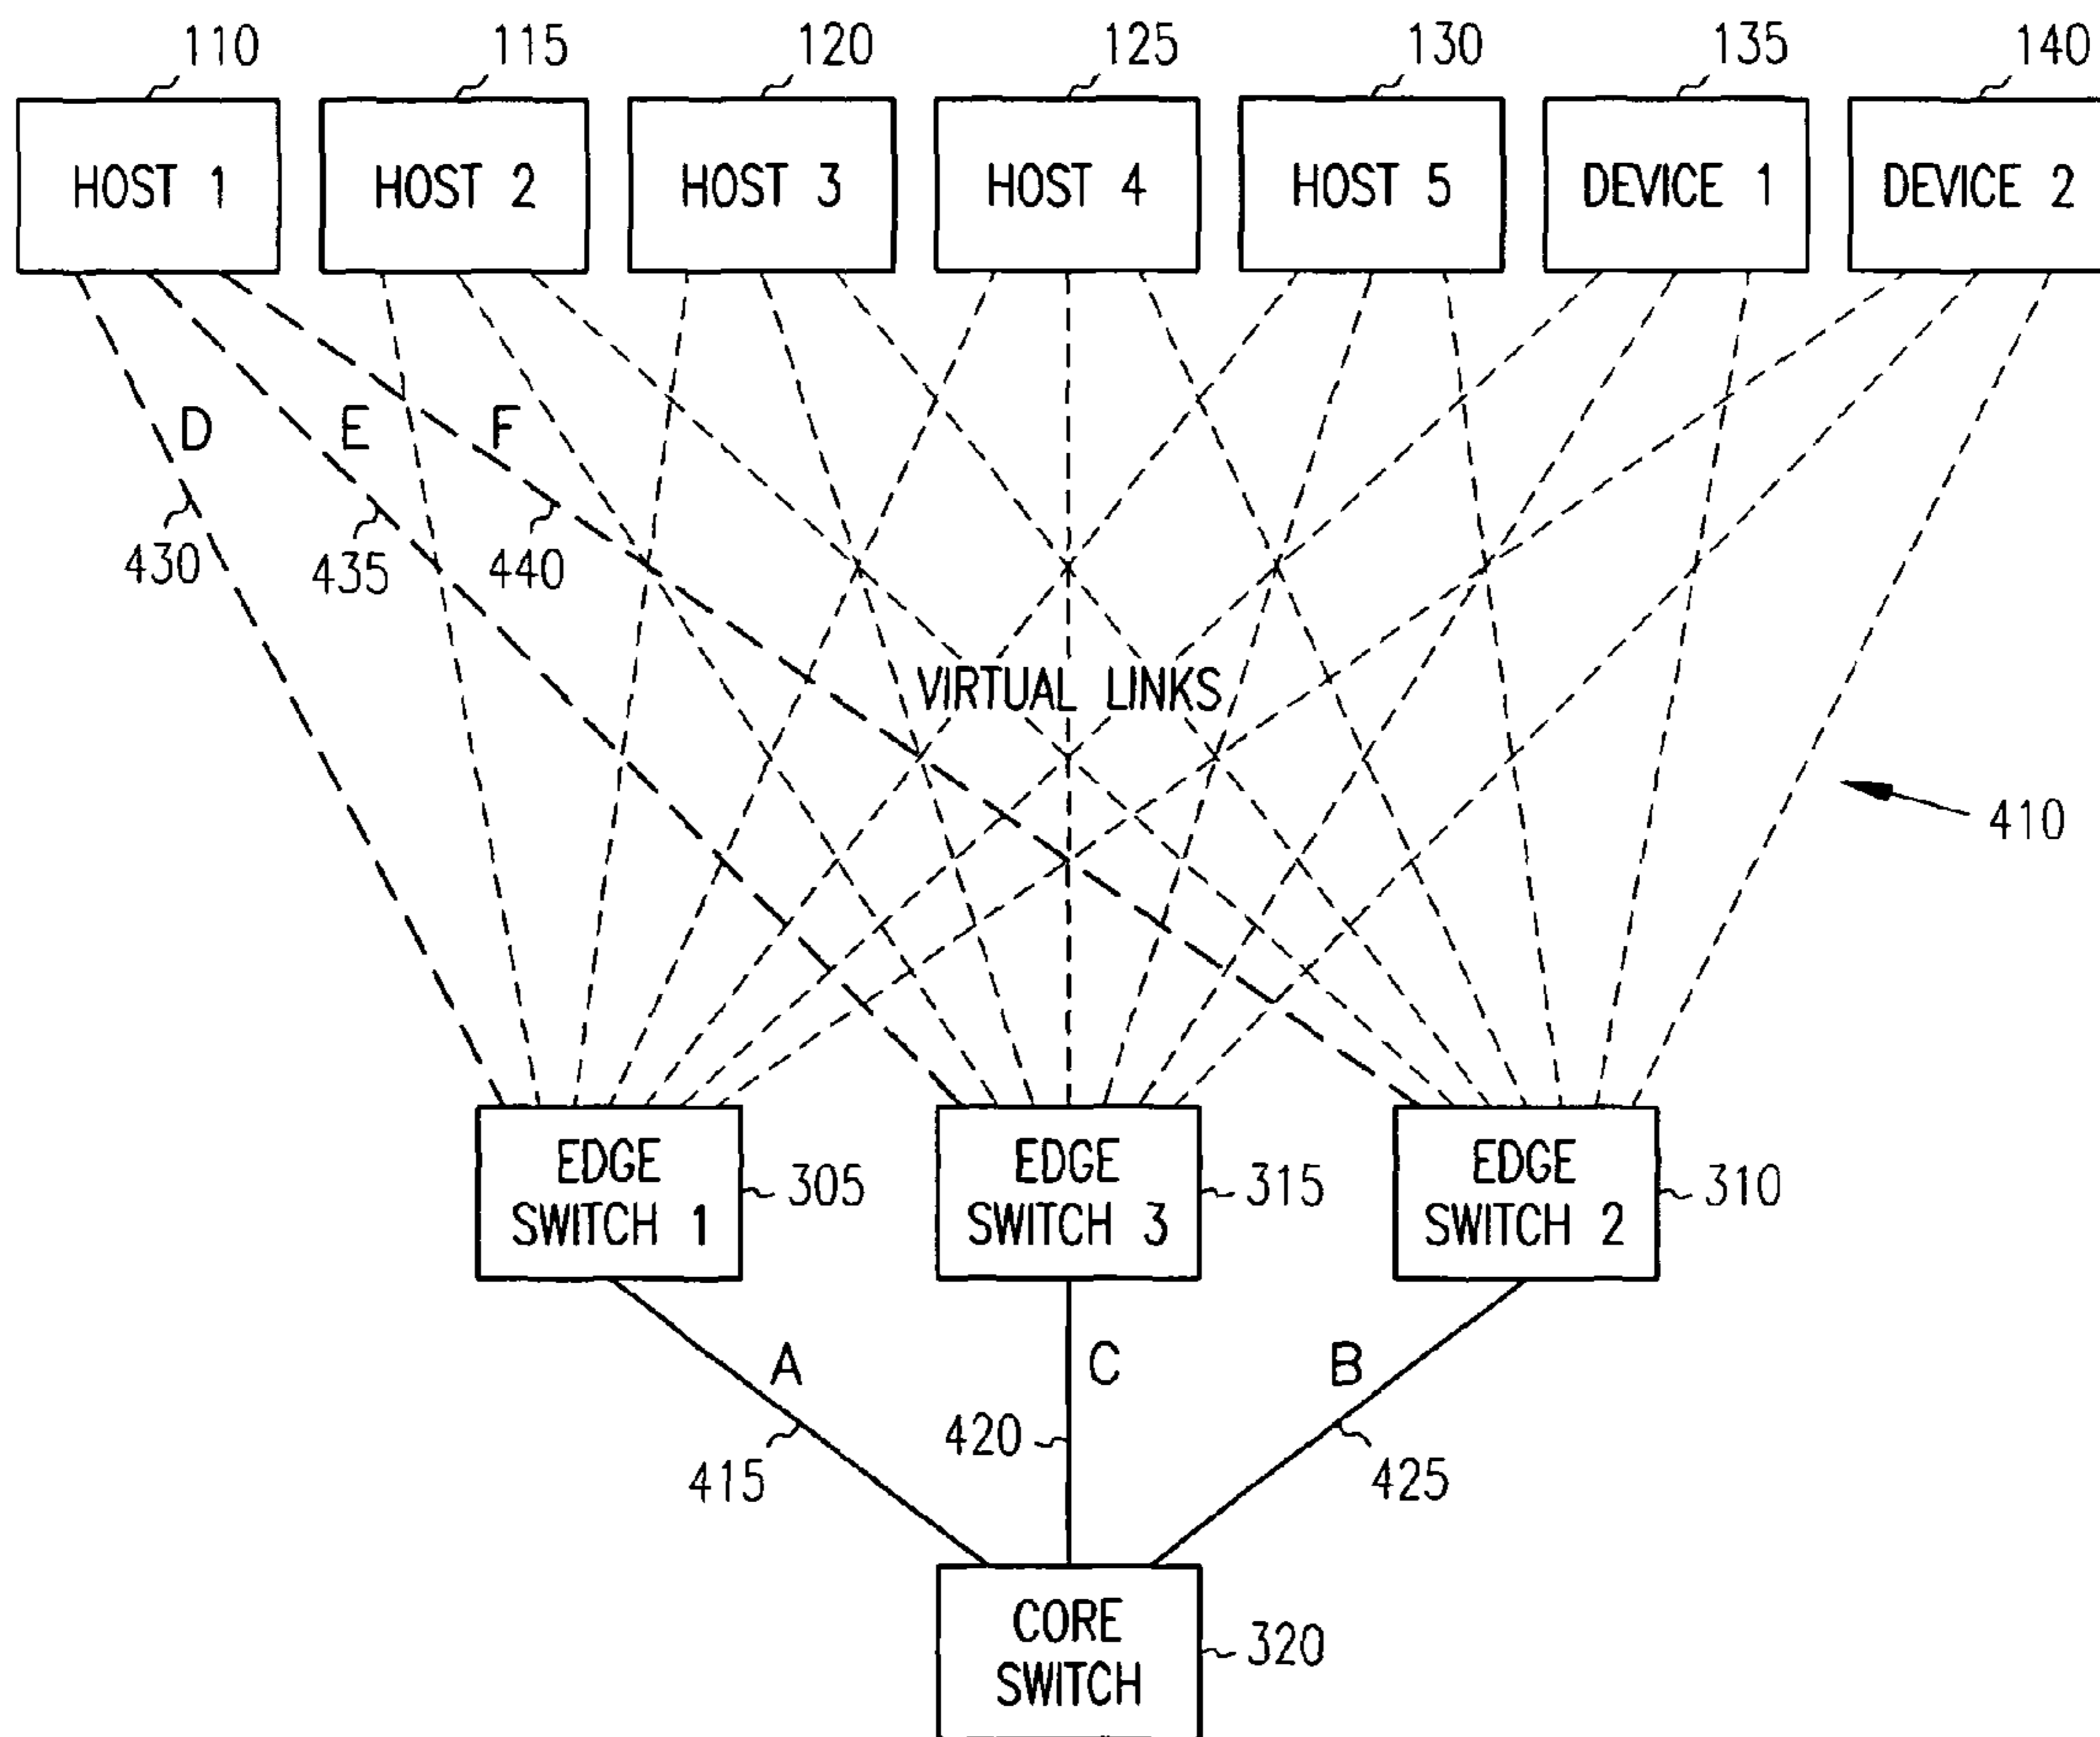 110 115 120 125 130 135 140
HOST 1 HOST 2 HOST 3 HOST 4 HOST 5 DEVICE 1 DEVICE 2
D E F
430 435 440
VIRTUAL LINKS
410
EDGE SWITCH 1
305
EDGE SWITCH 3
315
EDGE SWITCH 2
310
A C B
415 420 425
CORE
SWITCH
320